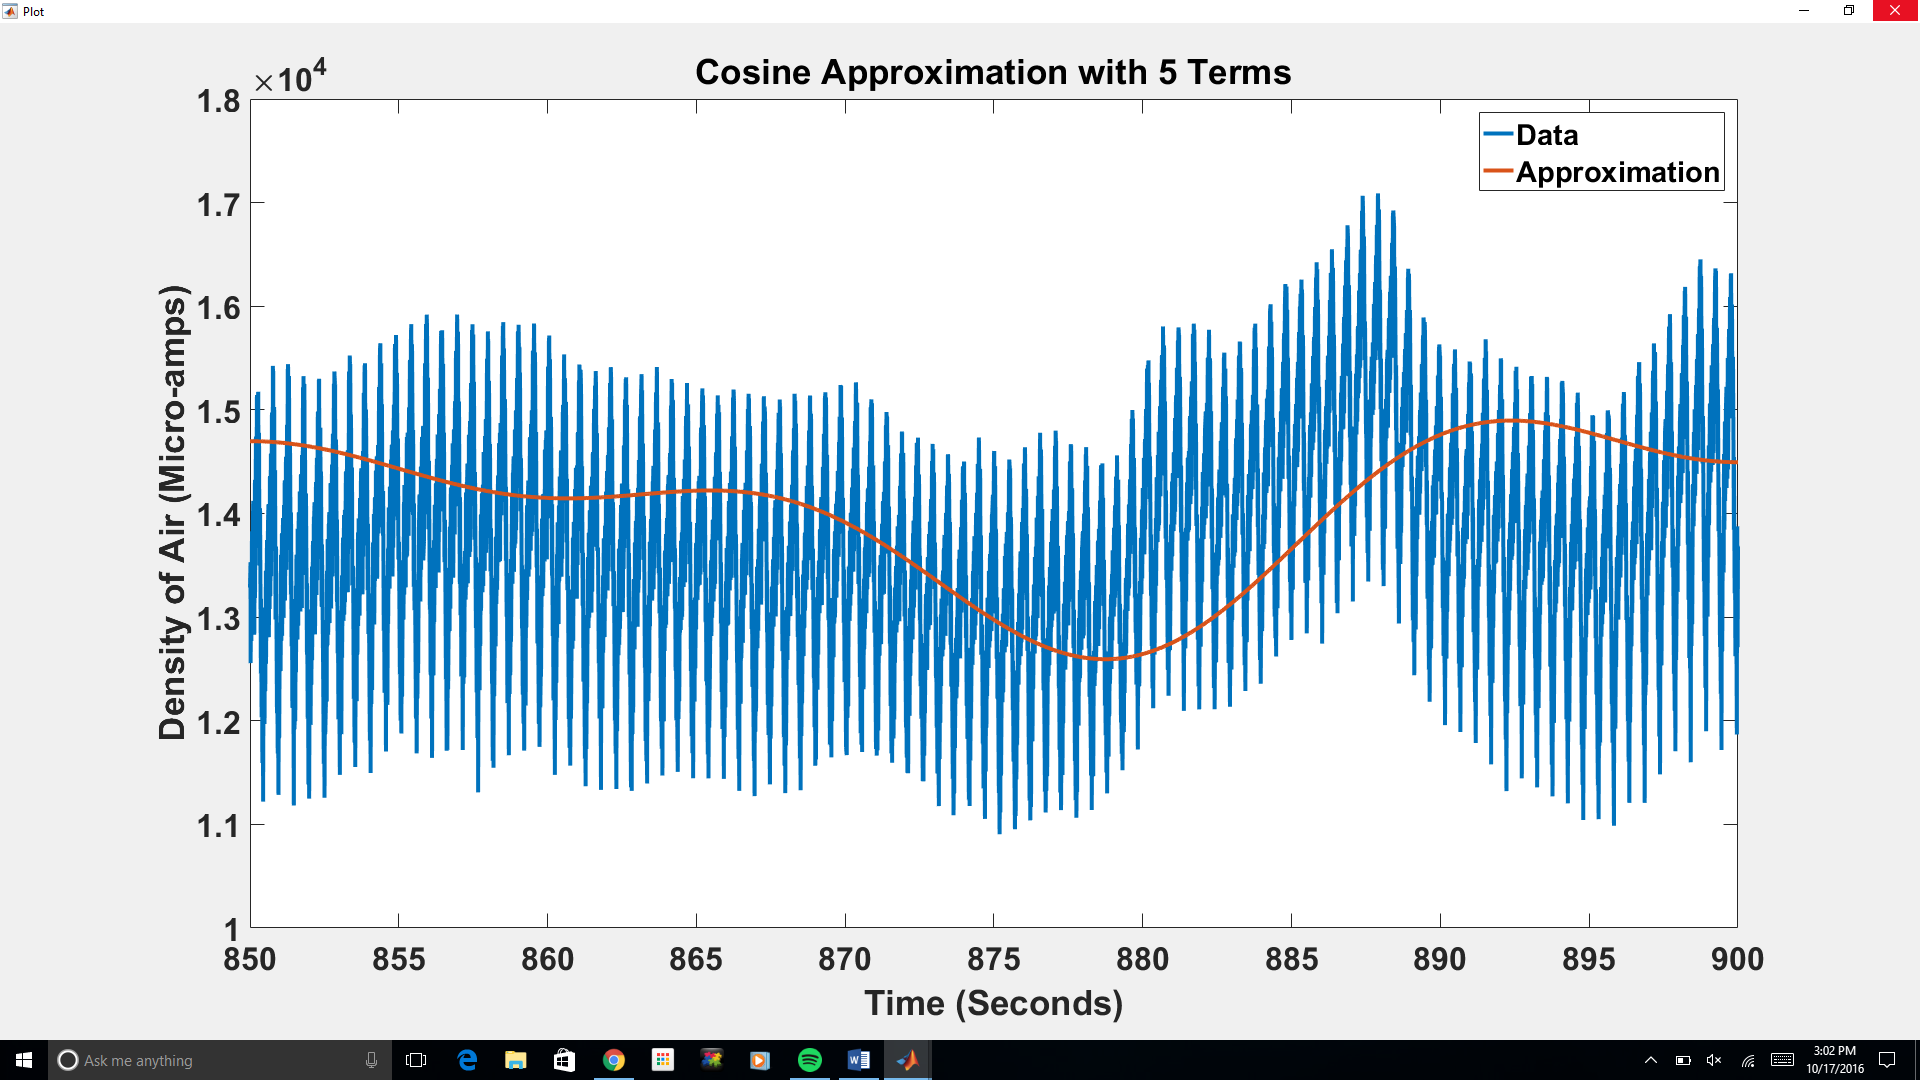 Plot
×10^4
Cosine Approximation with 5 Terms
Data
Approximation
1.8
1.7
1.6
1.5
1.4
1.3
1.2
1.1
1
Density of Air (Micro-amps)
850 855 860 865 870 875 880 885 890 895 900
Time (Seconds)
Ask me anything
3:02 PM
10/17/2016